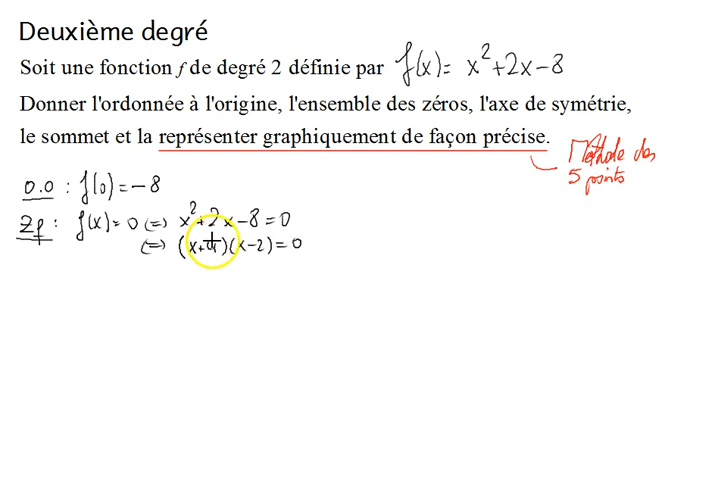 Deuxième degré
Soit une fonction f de degré 2 définie par f(x) = x²+2x−8
Donner l'ordonnée à l'origine, l'ensemble des zéros, l'axe de symétrie,
le sommet et la représenter graphiquement de façon précise.
Méthode des
5 points
O.O : f(0) = −8
Zf : f(x) = 0 ⇔ x²+2x−8=0
⇔ (x+4)(x−2)=0